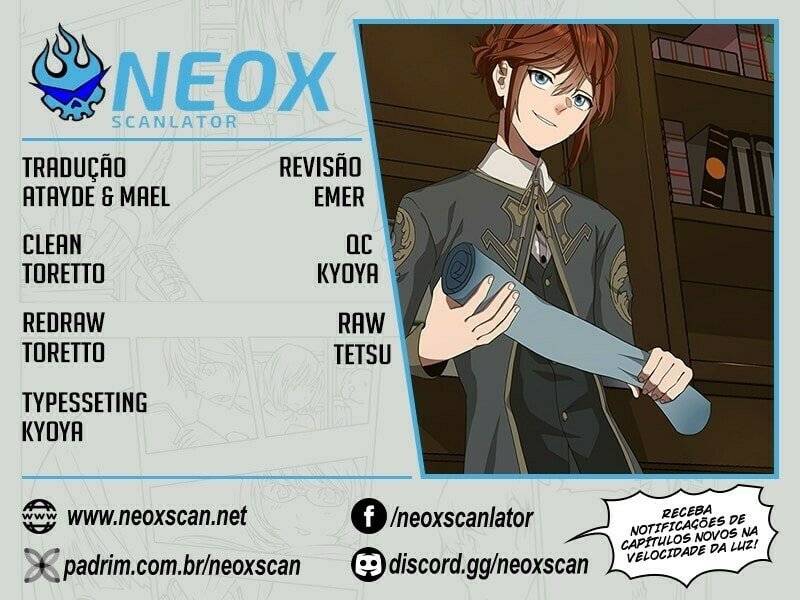 NEOX
SCANLATOR
TRADUÇÃO
ATAYDE & MAEL
REVISÃO
EMER
CLEAN
TORETTO
QC
KYOYA
REDRAW
TORETTO
RAW
TETSU
TYPESSETING
KYOYA
www.neoxscan.net
/neoxscanlator
padrim.com.br/neoxscan
discord.gg/neoxscan
RECEBA
NOTIFICAÇÕES DE
CAPÍTULOS NOVOS NA
VELOCIDADE DA LUZ!